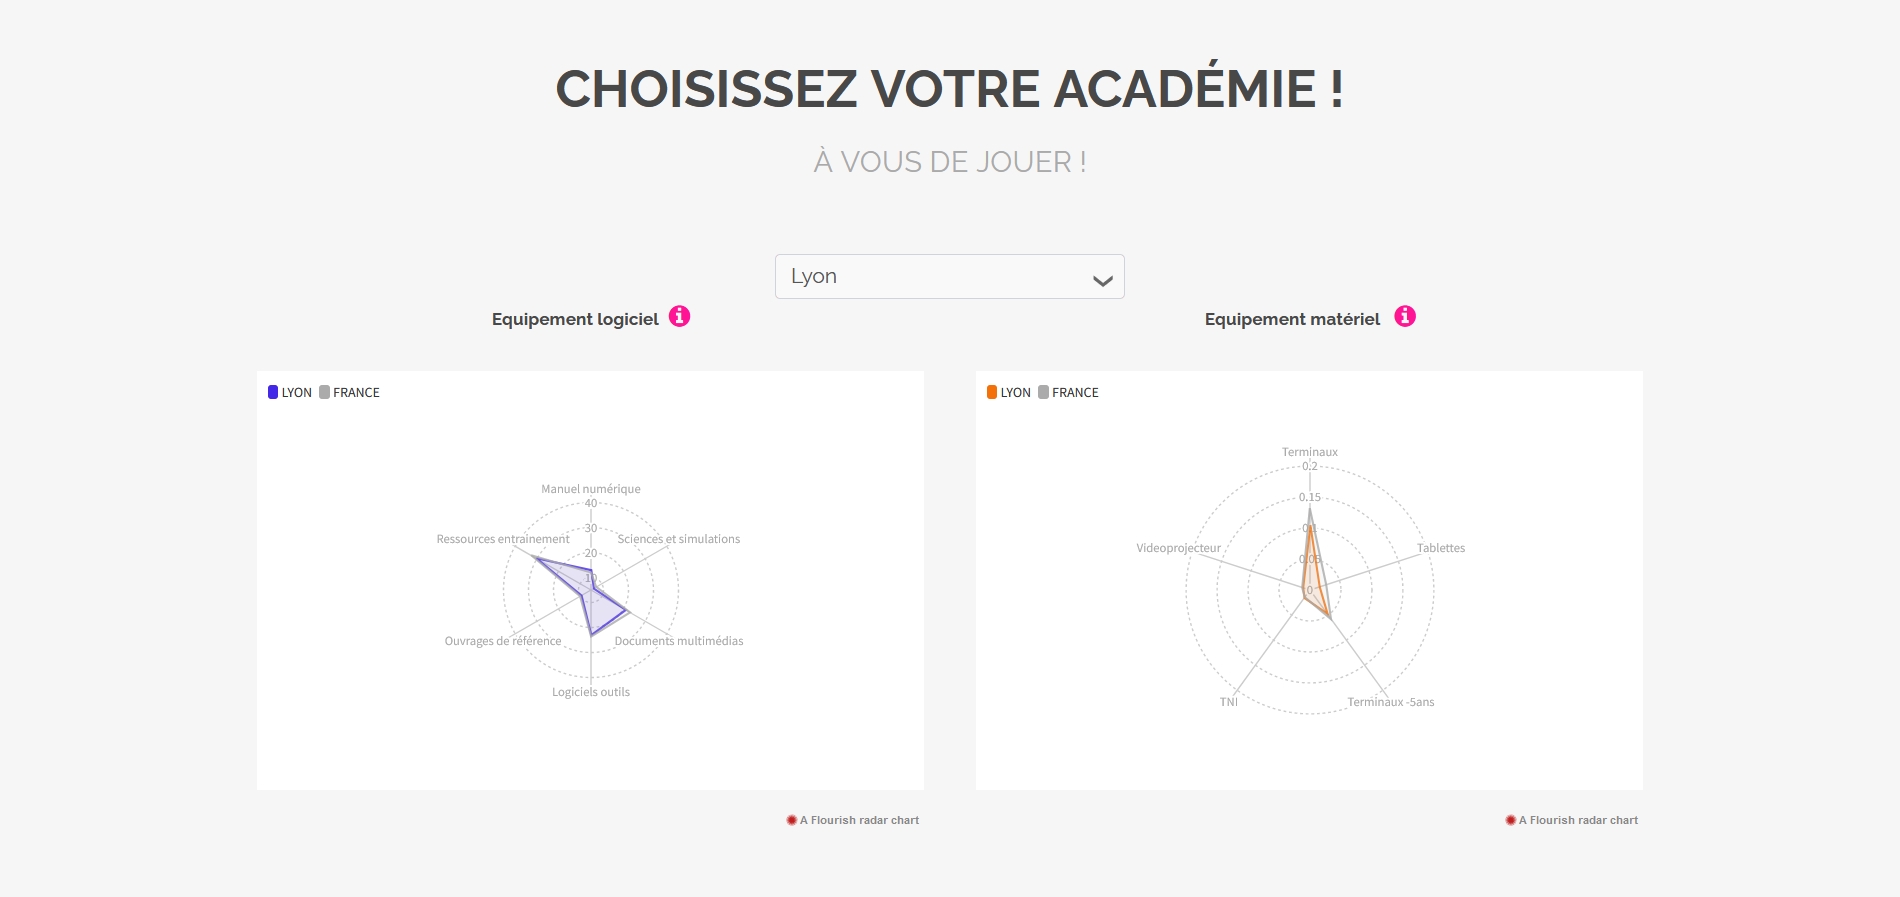 CHOISISSEZ VOTRE ACADÉMIE !
À VOUS DE JOUER !
Lyon
Equipement logiciel
Equipement matériel
LYON FRANCE
Manuel numérique
40
30
20
10
Ressources entrainement
Sciences et simulations
Ouvrages de référence
Documents multimédias
Logiciels outils
A Flourish radar chart
LYON FRANCE
Terminaux
0.2
0.15
0.1
0.05
0
Videoprojecteur
Tablettes
TNI
Terminaux -5ans
A Flourish radar chart